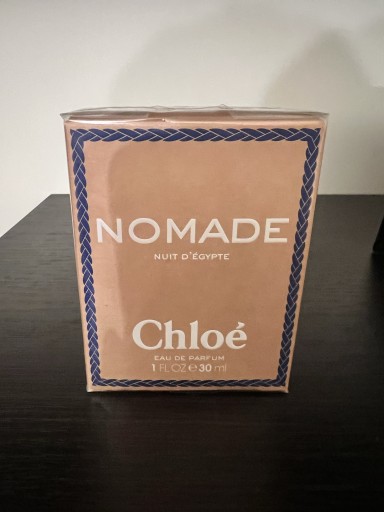 NOMADE
NUIT D'ÉGYPTE
Chloé
EAU DE PARFUM
1 FL OZ e 30 ml